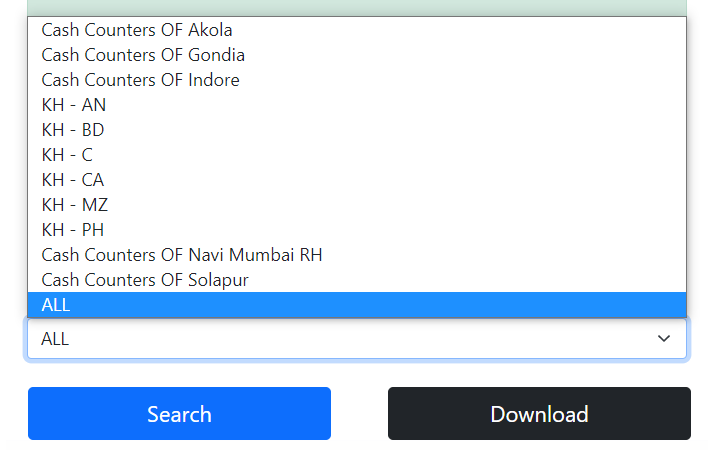 Cash Counters OF Akola
Cash Counters OF Gondia
Cash Counters OF Indore
KH - AN
KH - BD
KH - C
KH - CA
KH - MZ
KH - PH
Cash Counters OF Navi Mumbai RH
Cash Counters OF Solapur
ALL
ALL
Search Download